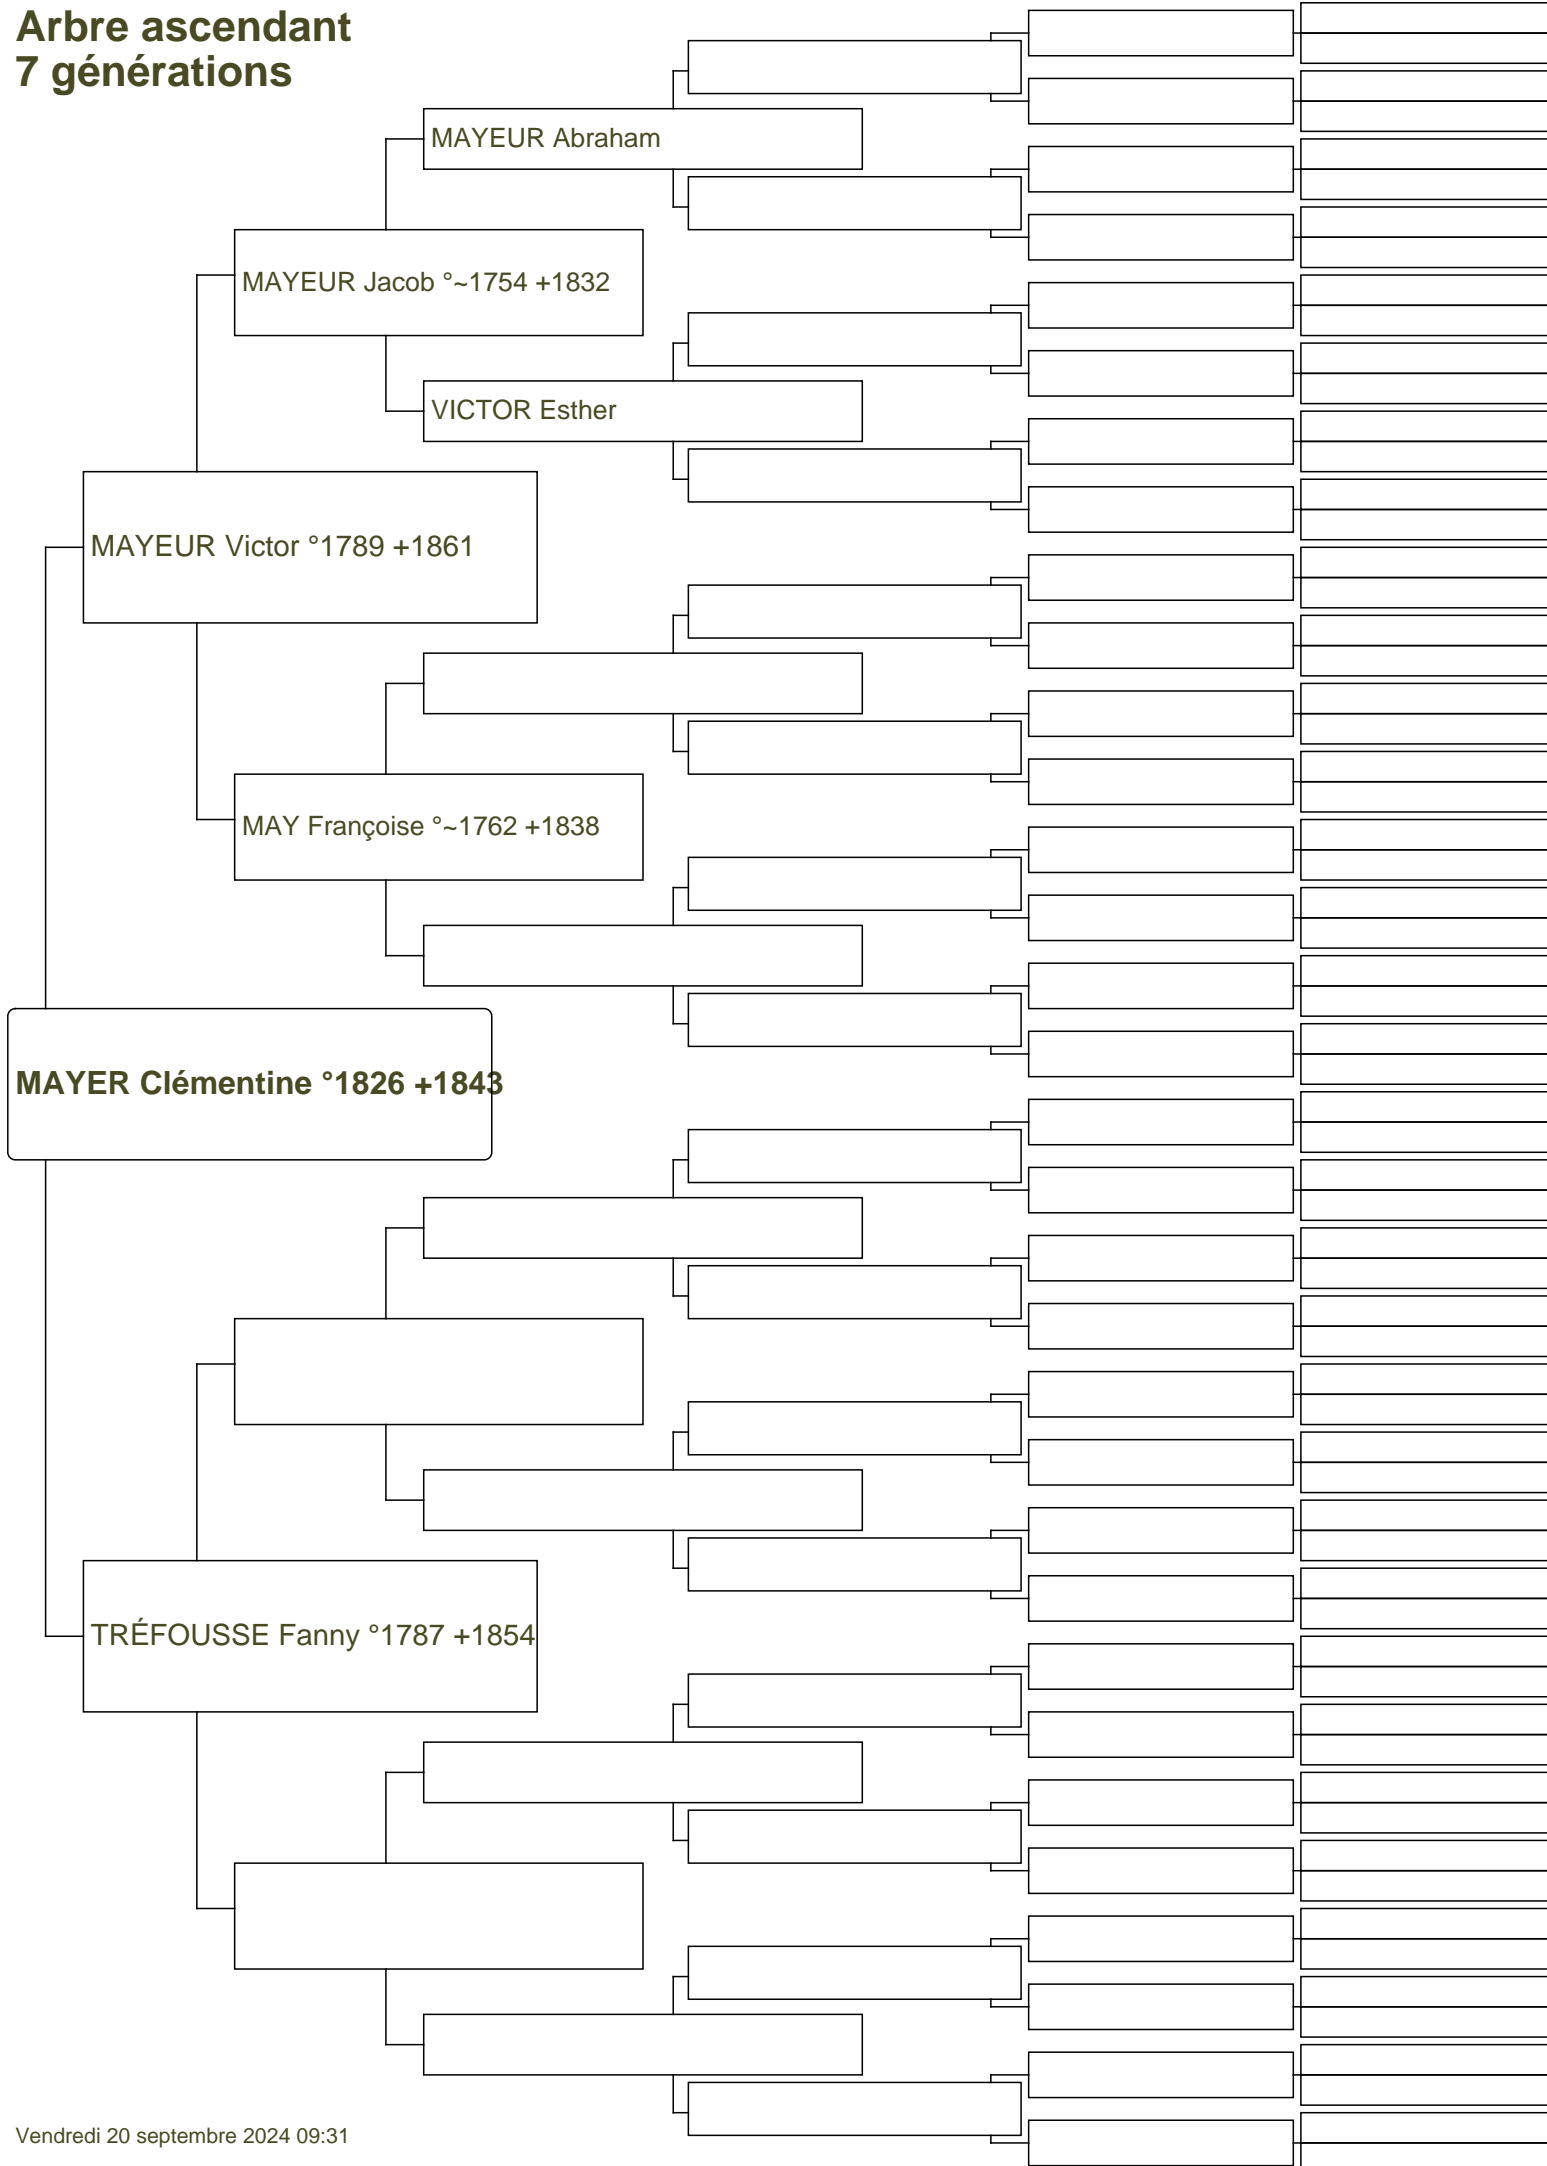 Arbre ascendant
7 générations
MAYEUR Abraham
MAYEUR Jacob °~1754 +1832
VICTOR Esther
MAYEUR Victor °1789 +1861
MAY Françoise °~1762 +1838
MAYER Clémentine °1826 +1843
TRÉFOUSSE Fanny °1787 +1854
Vendredi 20 septembre 2024 09:31